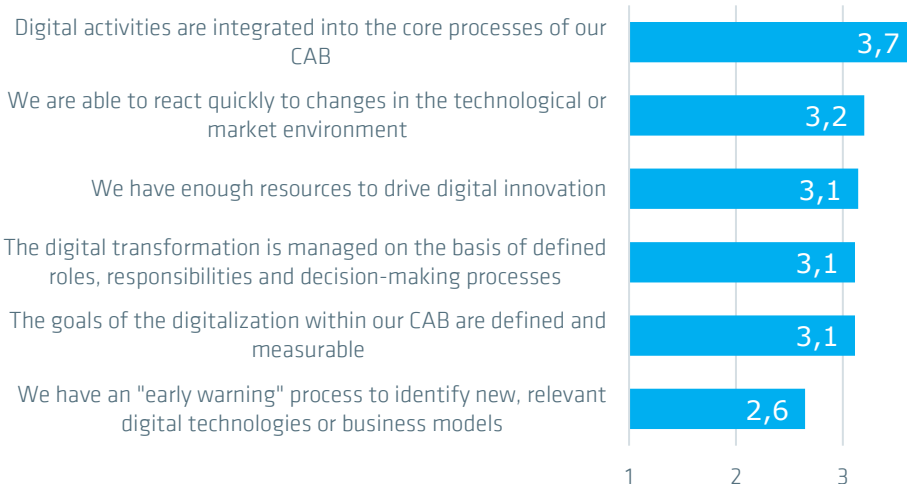 Digital activities are integrated into the core processes of our
CAB
3,7
We are able to react quickly to changes in the technological or
market environment
3,2
We have enough resources to drive digital innovation
3,1
The digital transformation is managed on the basis of defined
roles, responsibilities and decision-making processes
3,1
The goals of the digitalization within our CAB are defined and
measurable
3,1
We have an "early warning" process to identify new, relevant
digital technologies or business models
2,6
1 2 3